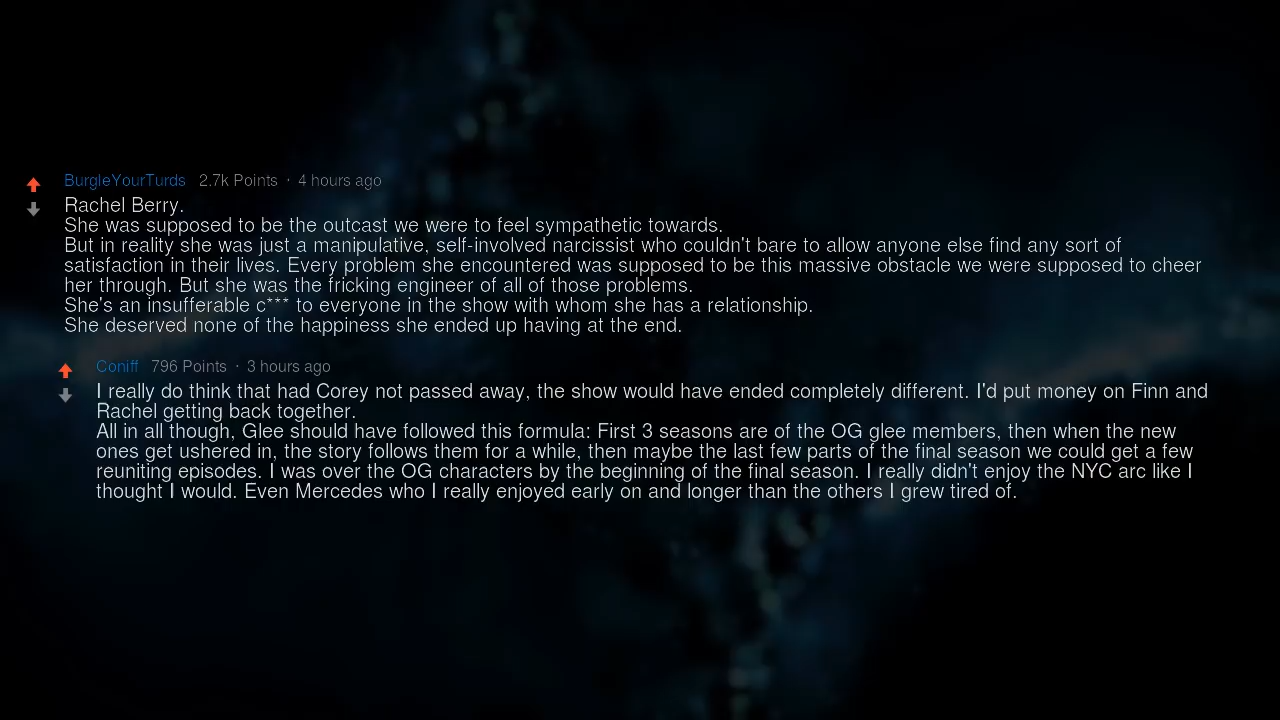 BurgleYourTurds 2.7k Points · 4 hours ago
Rachel Berry.
She was supposed to be the outcast we were to feel sympathetic towards.
But in reality she was just a manipulative, self-involved narcissist who couldn't bare to allow anyone else find any sort of
satisfaction in their lives. Every problem she encountered was supposed to be this massive obstacle we were supposed to cheer
her through. But she was the fricking engineer of all of those problems.
She's an insufferable c*** to everyone in the show with whom she has a relationship.
She deserved none of the happiness she ended up having at the end.
Coniff 796 Points · 3 hours ago
I really do think that had Corey not passed away, the show would have ended completely different. I'd put money on Finn and
Rachel getting back together.
All in all though, Glee should have followed this formula: First 3 seasons are of the OG glee members, then when the new
ones get ushered in, the story follows them for a while, then maybe the last few parts of the final season we could get a few
reuniting episodes. I was over the OG characters by the beginning of the final season. I really didn't enjoy the NYC arc like I
thought I would. Even Mercedes who I really enjoyed early on and longer than the others I grew tired of.